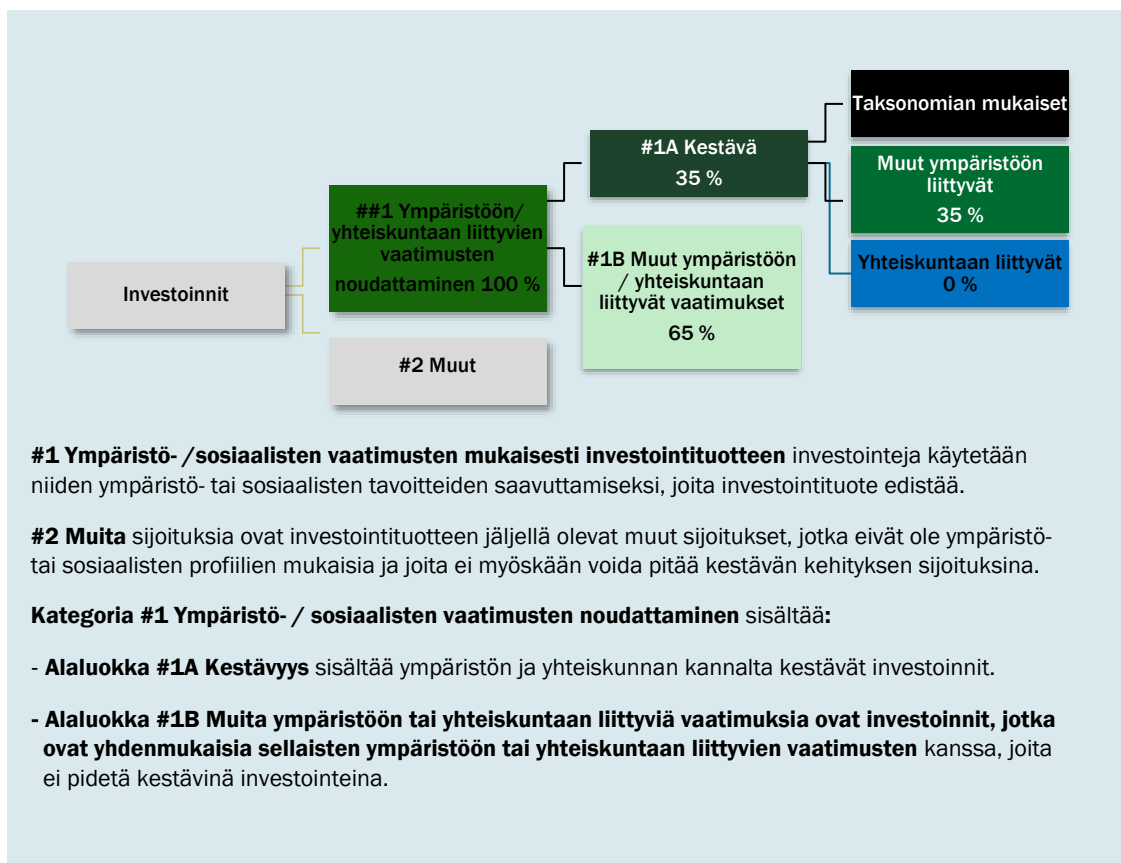 Investoinnit
##1 Ympäristöön/
yhteiskuntaan liittyvien
vaatimusten
noudattaminen 100 %
#2 Muut
#1A Kestävä
35 %
#1B Muut ympäristöön
/ yhteiskuntaan
liittyvät vaatimukset
65 %
Taksonomian mukaiset
Muut ympäristöön
liittyvät
35 %
Yhteiskuntaan liittyvät
0 %
#1 Ympäristö- /sosiaalisten vaatimusten mukaisesti investointituotteen investointeja käytetään
niiden ympäristö- tai sosiaalisten tavoitteiden saavuttamiseksi, joita investointituote edistää.
#2 Muita sijoituksia ovat investointituotteen jäljellä olevat muut sijoitukset, jotka eivät ole ympäristö-
tai sosiaalisten profiilien mukaisia ja joita ei myöskään voida pitää kestävän kehityksen sijoituksina.
Kategoria #1 Ympäristö- / sosiaalisten vaatimusten noudattaminen sisältää:
- Alaluokka #1A Kestävyys sisältää ympäristön ja yhteiskunnan kannalta kestävät investoinnit.
- Alaluokka #1B Muita ympäristöön tai yhteiskuntaan liittyviä vaatimuksia ovat investoinnit, jotka
ovat yhdenmukaisia sellaisten ympäristöön tai yhteiskuntaan liittyvien vaatimusten kanssa, joita
ei pidetä kestävinä investointeina.